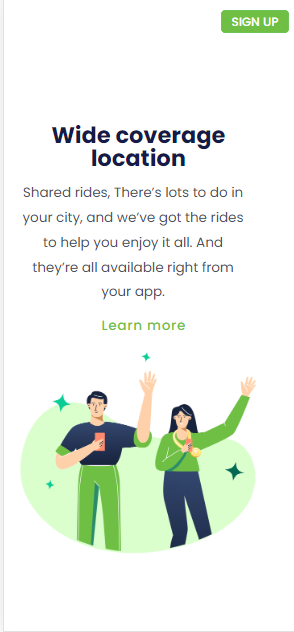 SIGN UP
Wide coverage
location
Shared rides, There's lots to do in
your city, and we've got the rides
to help you enjoy it all. And
they're all available right from
your app.
Learn more